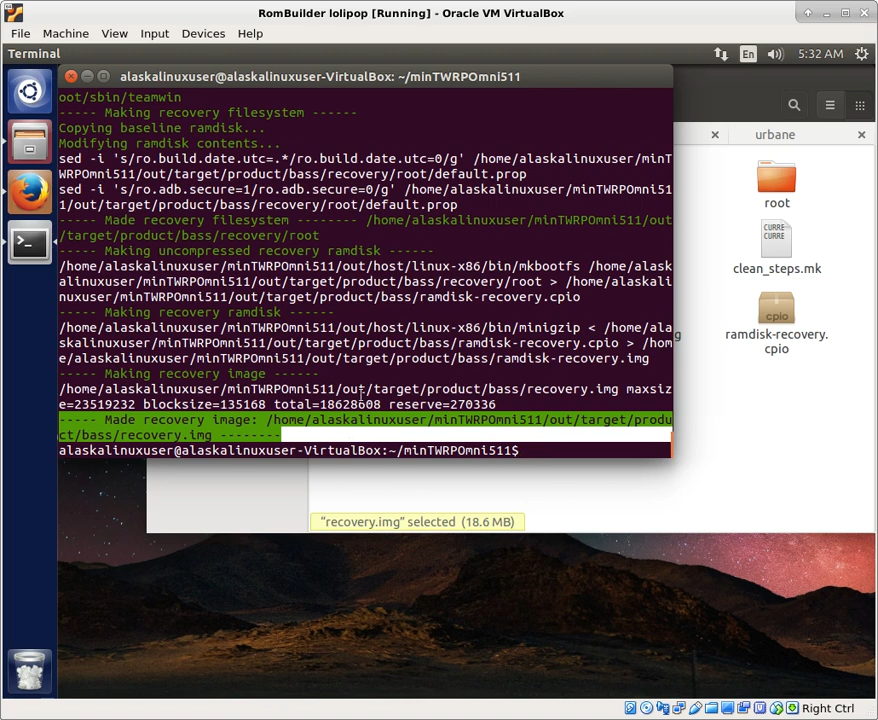 RomBuilder lolipop [Running] - Oracle VM VirtualBox
File Machine View Input Devices Help
Terminal
En
5:32 AM
alaskalinuxuser@alaskalinuxuser-VirtualBox: ~/minTWRPOmni511
oot/sbin/teamwin
----- Making recovery filesystem ------
Copying baseline ramdisk...
Modifying ramdisk contents...
sed -i 's/ro.build.date.utc=.*/ro.build.date.utc=0/g' /home/alaskalinuxuser/minT
WRPOmni511/out/target/product/bass/recovery/root/default.prop
sed -i 's/ro.adb.secure=1/ro.adb.secure=0/g' /home/alaskalinuxuser/minTWRPOmni51
1/out/target/product/bass/recovery/root/default.prop
----- Made recovery filesystem -------- /home/alaskalinuxuser/minTWRPOmni511/out
/target/product/bass/recovery/root
----- Making uncompressed recovery ramdisk ------
/home/alaskalinuxuser/minTWRPOmni511/out/host/linux-x86/bin/mkbootfs /home/alask
alinuxuser/minTWRPOmni511/out/target/product/bass/recovery/root > /home/alaskali
nuxuser/minTWRPOmni511/out/target/product/bass/ramdisk-recovery.cpio
----- Making recovery ramdisk ------
/home/alaskalinuxuser/minTWRPOmni511/out/host/linux-x86/bin/minigzip < /home/ala
skalinuxuser/minTWRPOmni511/out/target/product/bass/ramdisk-recovery.cpio > /hom
e/alaskalinuxuser/minTWRPOmni511/out/target/product/bass/ramdisk-recovery.img
----- Making recovery image ------
/home/alaskalinuxuser/minTWRPOmni511/out/target/product/bass/recovery.img maxsiz
e=23519232 blocksize=135168 total=18628608 reserve=270336
----- Made recovery image: /home/alaskalinuxuser/minTWRPOmni511/out/target/produ
ct/bass/recovery.img --------
alaskalinuxuser@alaskalinuxuser-VirtualBox:~/minTWRPOmni511$
urbane
root
CURRE
CURRE
clean_steps.mk
cpio
ramdisk-recovery.
cpio
g
"recovery.img" selected (18.6 MB)
Right Ctrl